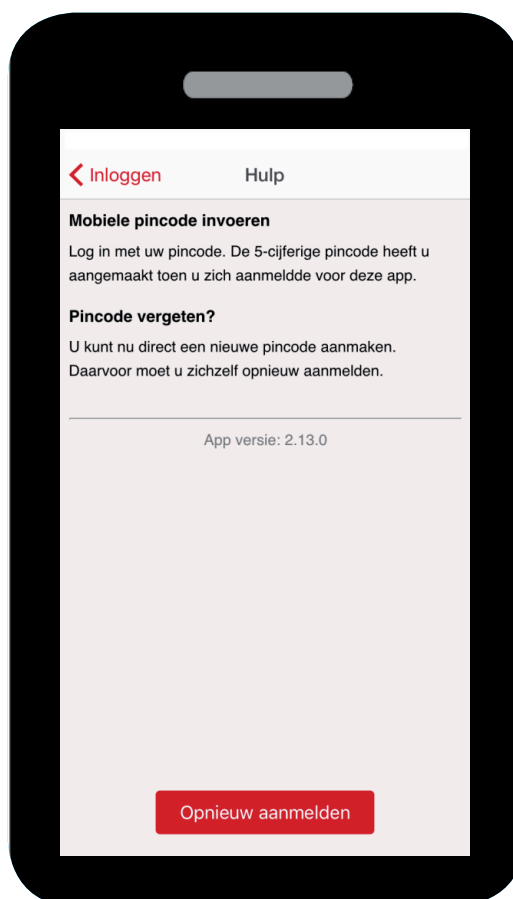 Inloggen
Hulp
Mobiele pincode invoeren
Log in met uw pincode. De 5-cijferige pincode heeft u
aangemaakt toen u zich aanmeldde voor deze app.
Pincode vergeten?
U kunt nu direct een nieuwe pincode aanmaken.
Daarvoor moet u zichzelf opnieuw aanmelden.
App versie: 2.13.0
Opnieuw aanmelden